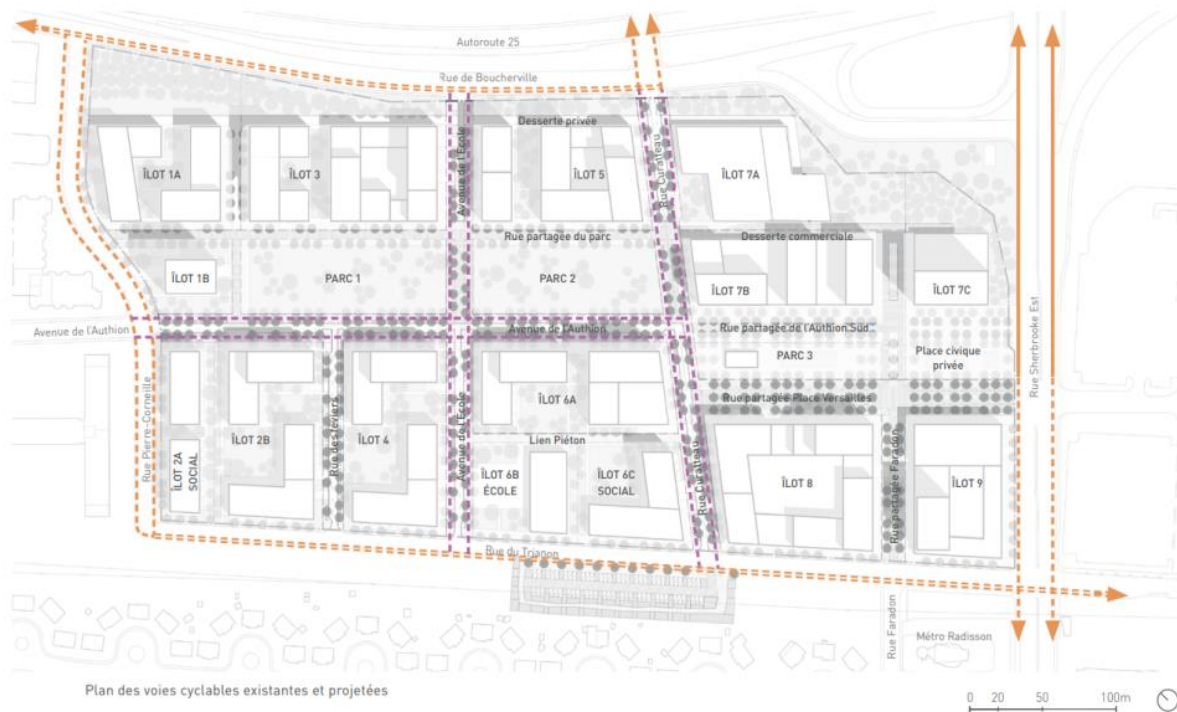 Autoroute 25
Rue de Boucherville
Desserte privée
Avenue de l'École
Rue Curatteau
ÎLOT 1A
ÎLOT 3
ÎLOT 5
ÎLOT 7A
Rue partagée du parc
Desserte commerciale
ÎLOT 1B
PARC 1
PARC 2
ÎLOT 7B
ÎLOT 7C
Rue Sherbrooke Est
Avenue de l'Authion
Avenue de l'Authion
Rue partagée de l'Authion Sud
PARC 3
Place civique
privée
Rue Pierre-Corneille
Rue partagée Place Versailles
ÎLOT 6A
ÎLOT 2B
ÎLOT 4
Avenue de l'École
Lien Piéton
Rue Curatteau
Rue partagée Faradon
ÎLOT 2A
SOCIAL
ÎLOT 6B
ÉCOLE
ÎLOT 6C
SOCIAL
ÎLOT 8
ÎLOT 9
Rue du Trianon
Rue Faradon
Métro Radisson
Plan des voies cyclables existantes et projetées
0 20 50 100m